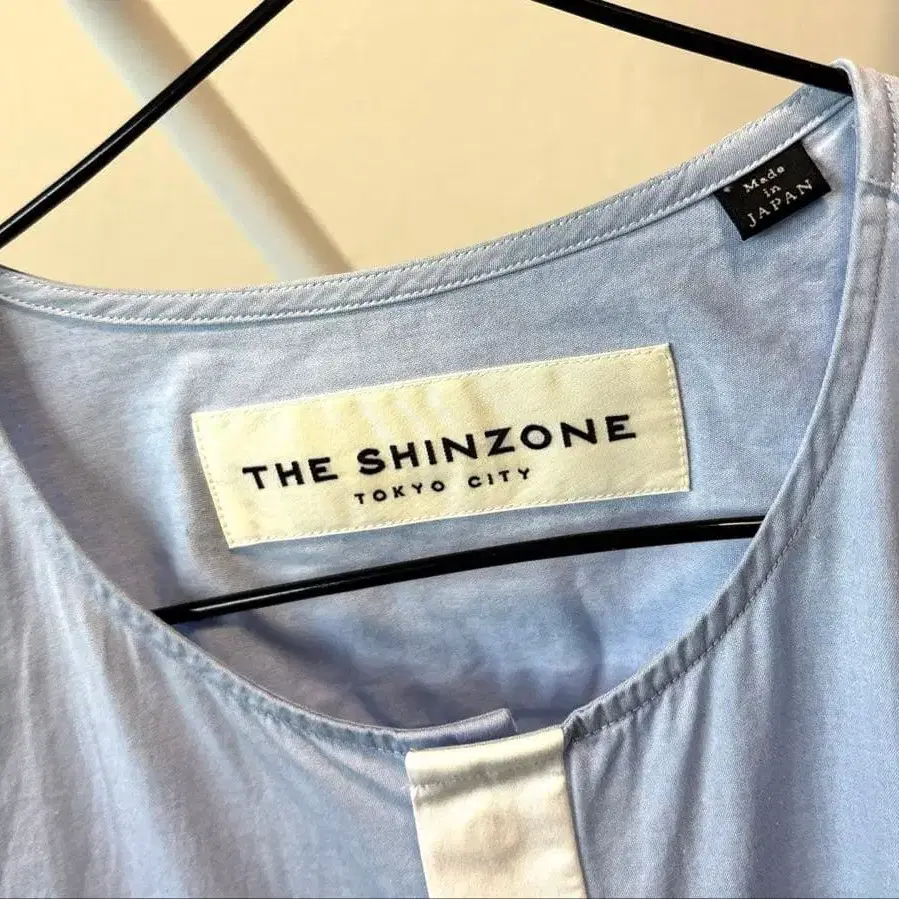 Made
in
JAPAN
THE SHINZONE
TOKYO CITY